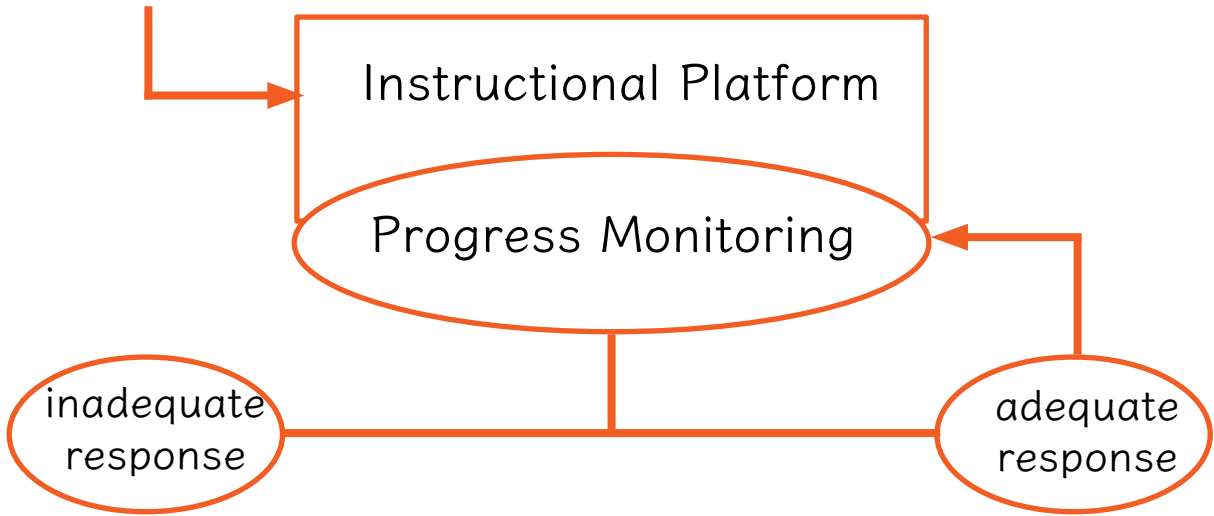 Instructional Platform
Progress Monitoring
inadequate
response
adequate
response